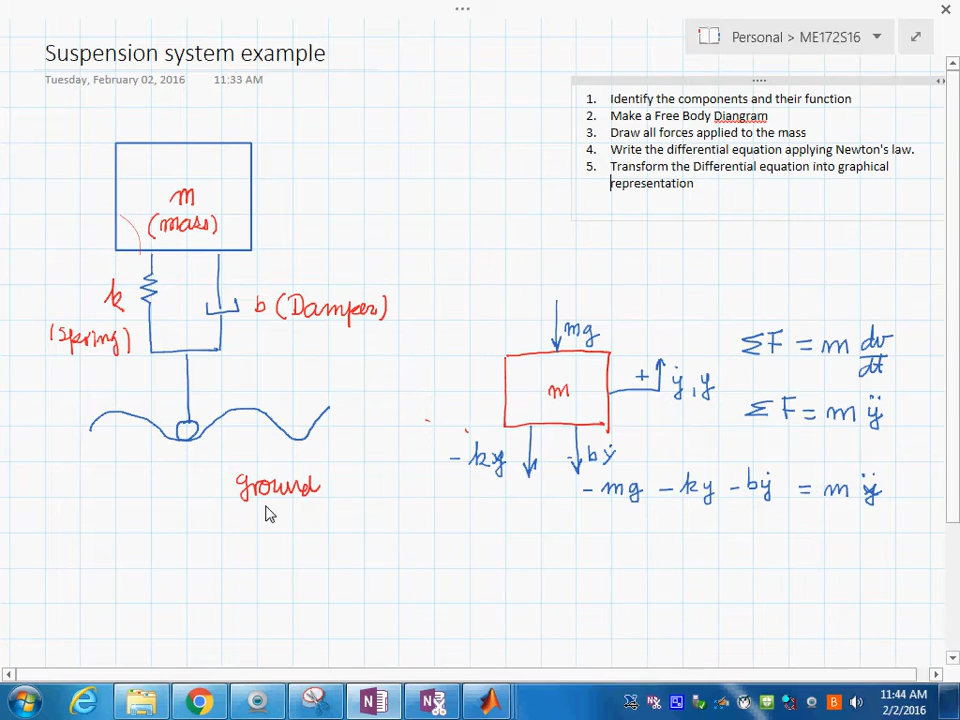 Personal > ME172S16
Suspension system example
Tuesday, February 02, 2016 11:33 AM
1. Identify the components and their function
2. Make a Free Body Diangram
3. Draw all forces applied to the mass
4. Write the differential equation applying Newton's law.
5. Transform the Differential equation into graphical
representation
m
(mass)
k
(Spring)
b (Damper)
ground
mg
m
+ ẏ, y
- ky
- bẏ
ΣF = m dv/dt
ΣF = m ÿ
- mg - ky - bẏ = m ÿ
11:44 AM
2/2/2016